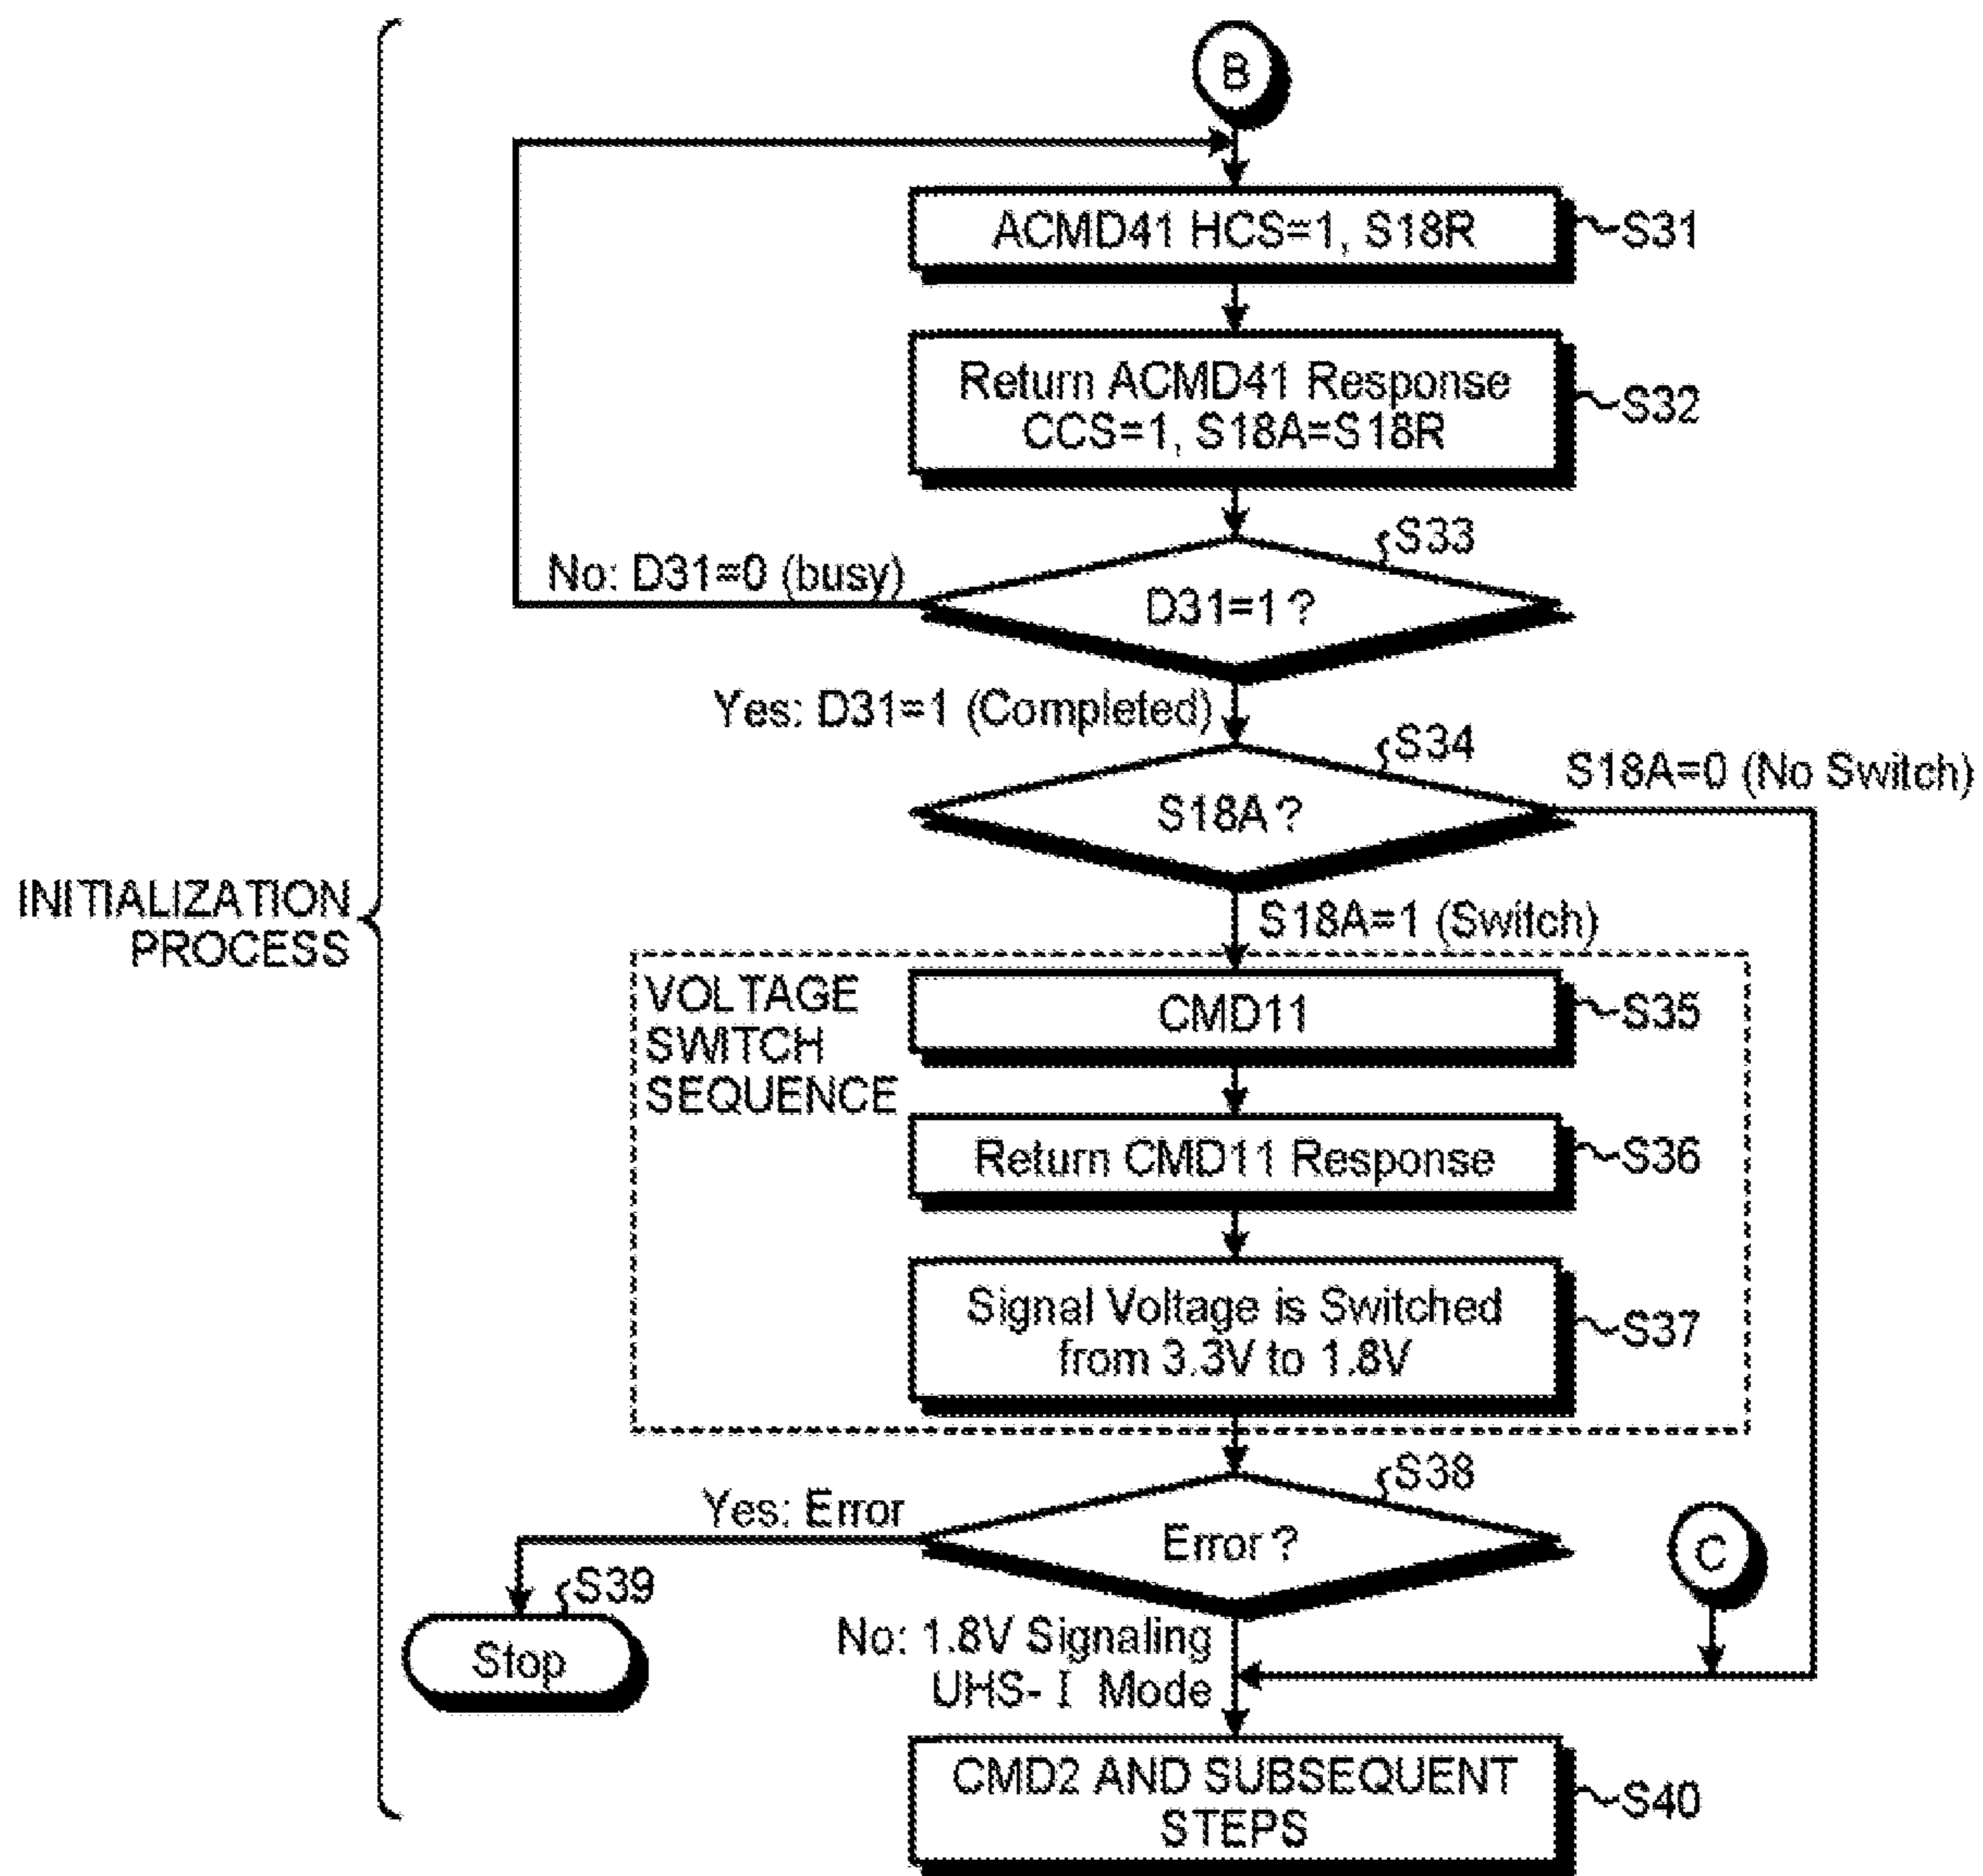 B
ACMD41 HCS=1, S18R
S31
Return ACMD41 Response
CCS=1, S18A=S18R
S32
S33
No: D31=0 (busy)
D31=1 ?
Yes: D31=1 (Completed)
S34
S18A=0 (No Switch)
S18A ?
INITIALIZATION
PROCESS
S18A=1 (Switch)
VOLTAGE
SWITCH
SEQUENCE
CMD11
S35
Return CMD11 Response
S36
Signal Voltage is Switched
from 3.3V to 1.8V
S37
S38
Yes: Error
Error ?
C
S39
Stop
No: 1.8V Signaling
UHS- I Mode
CMD2 AND SUBSEQUENT
STEPS
S40